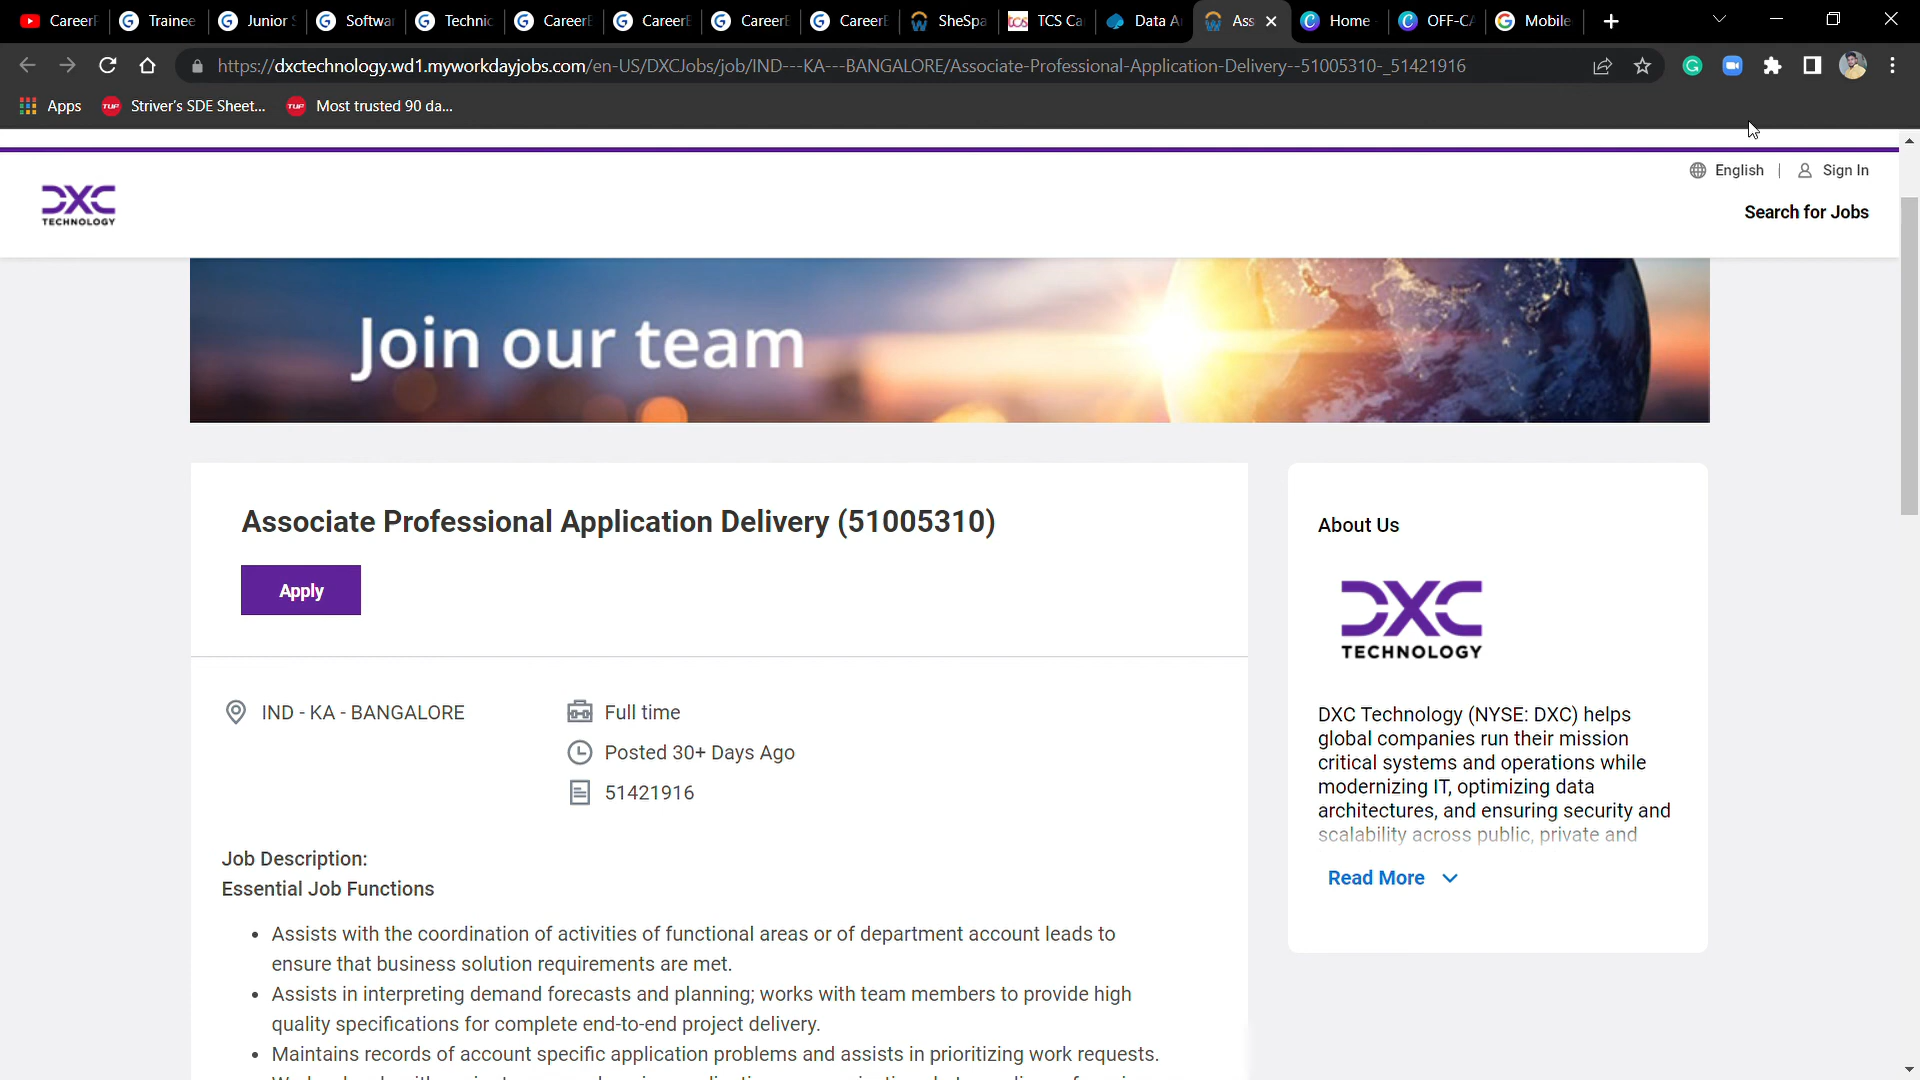 CareerF
Trainee
Junior S
Softwar
Technic
CareerE
CareerE
CareerE
CareerE
SheSpa
TCS Ca
Data A
Ass
Home
OFF-CA
Mobile
https://dxctechnology.wd1.myworkdayjobs.com/en-US/DXCJobs/job/IND---KA---BANGALORE/Associate-Professional-Application-Delivery--51005310-_51421916
Apps
Striver's SDE Sheet...
Most trusted 90 da...
English | Sign In
DXC
TECHNOLOGY
Search for Jobs
Join our team
Associate Professional Application Delivery (51005310)
Apply
IND - KA - BANGALORE
Full time
Posted 30+ Days Ago
51421916
Job Description:
Essential Job Functions
• Assists with the coordination of activities of functional areas or of department account leads to
ensure that business solution requirements are met.
• Assists in interpreting demand forecasts and planning; works with team members to provide high
quality specifications for complete end-to-end project delivery.
• Maintains records of account specific application problems and assists in prioritizing work requests.
About Us
DXC
TECHNOLOGY
DXC Technology (NYSE: DXC) helps
global companies run their mission
critical systems and operations while
modernizing IT, optimizing data
architectures, and ensuring security and
scalability across public, private and
Read More